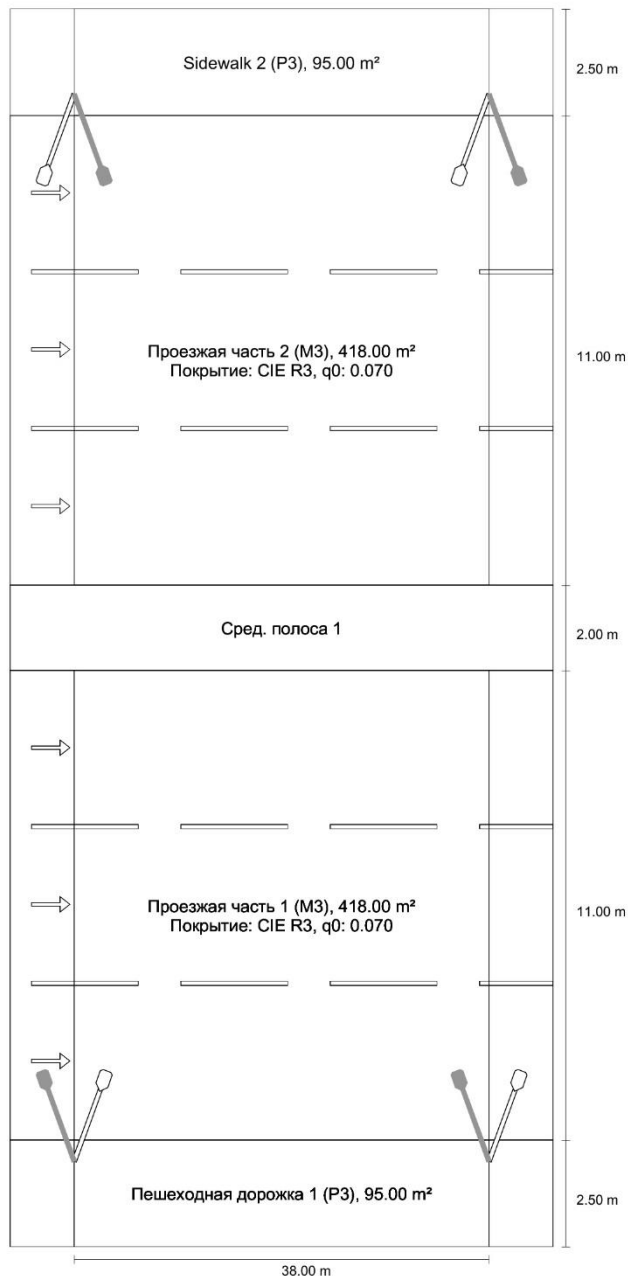 Sidewalk 2 (P3), 95.00 m²
2.50 m
Проезжая часть 2 (M3), 418.00 m²
Покрытие: CIE R3, q0: 0.070
11.00 m
Сред. полоса 1
2.00 m
Проезжая часть 1 (M3), 418.00 m²
Покрытие: CIE R3, q0: 0.070
11.00 m
Пешеходная дорожка 1 (P3), 95.00 m²
2.50 m
38.00 m